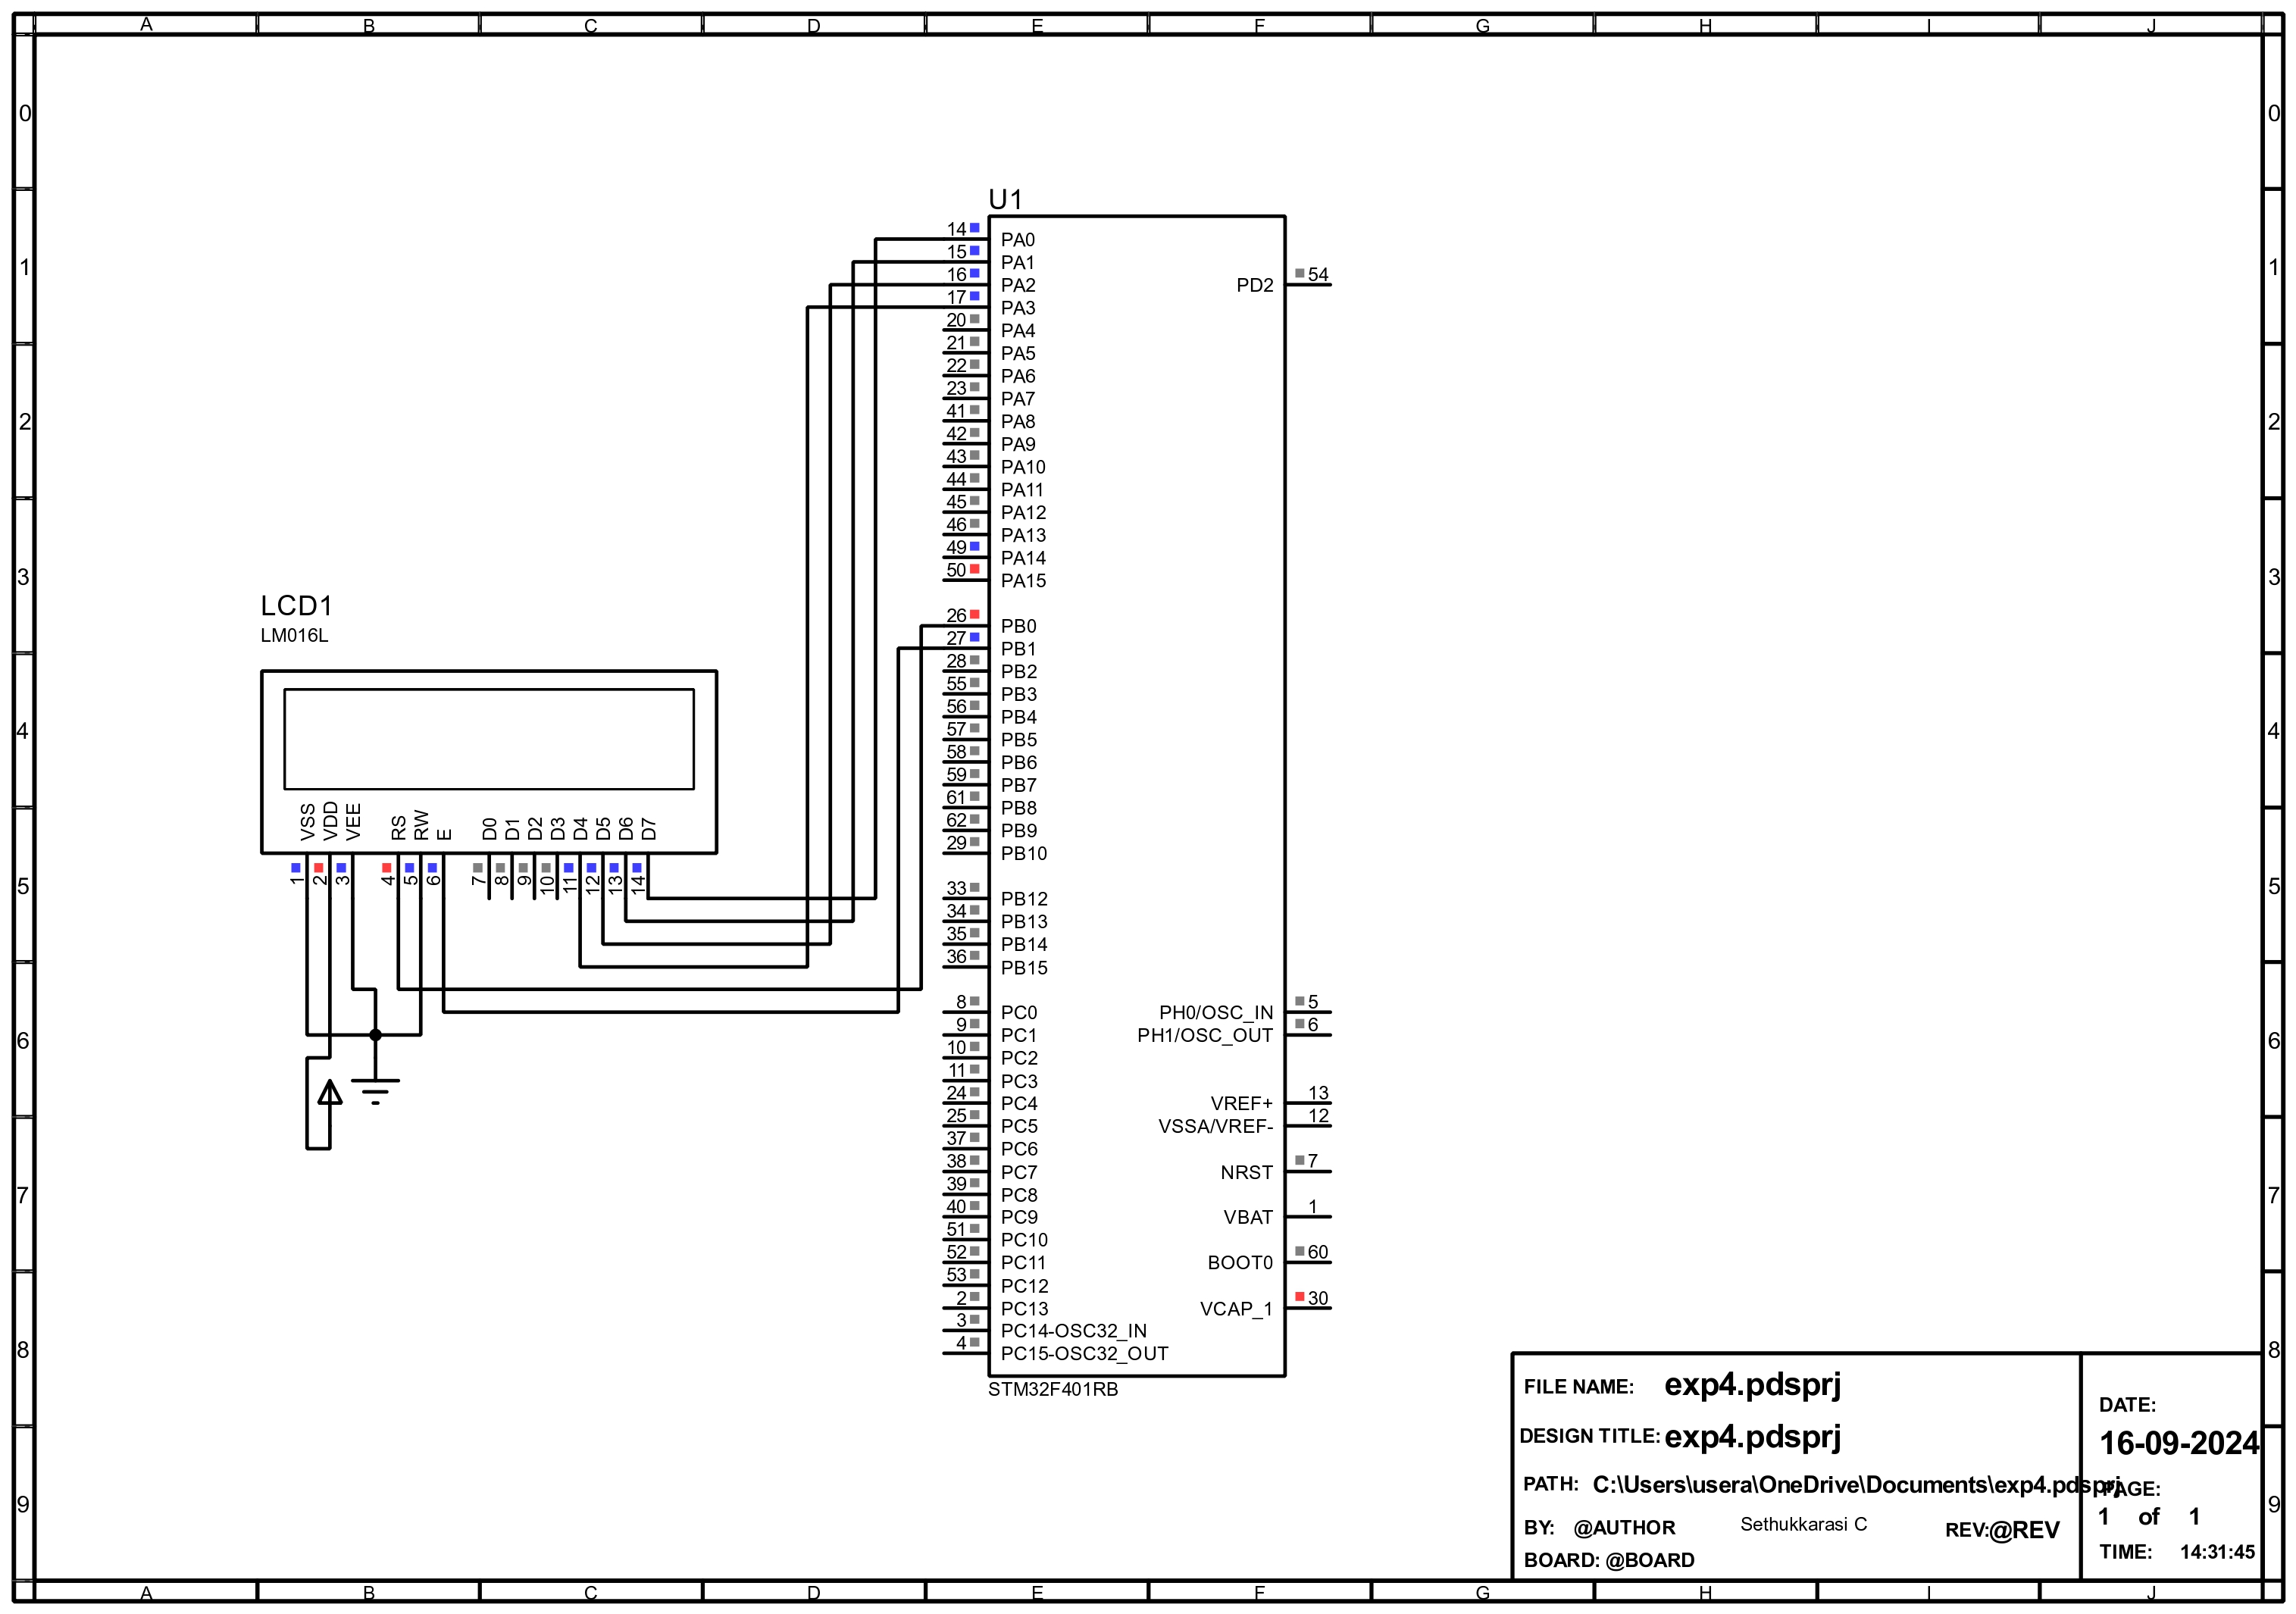 A B C D E F G H I J
0 0
1 1
2 2
3 3
4 4
5 5
6 6
7 7
8 8
9 9
A B C D E F G H I J
LCD1
LM016L
VSS VDD VEE RS RW E D0 D1 D2 D3 D4 D5 D6 D7
1 2 3 4 5 6 7 8 9 10 11 12 13 14
U1
14 PA0
15 PA1
16 PA2
17 PA3
20 PA4
21 PA5
22 PA6
23 PA7
41 PA8
42 PA9
43 PA10
44 PA11
45 PA12
46 PA13
49 PA14
50 PA15
26 PB0
27 PB1
28 PB2
55 PB3
56 PB4
57 PB5
58 PB6
59 PB7
61 PB8
62 PB9
29 PB10
33 PB12
34 PB13
35 PB14
36 PB15
8 PC0
9 PC1
10 PC2
11 PC3
24 PC4
25 PC5
37 PC6
38 PC7
39 PC8
40 PC9
51 PC10
52 PC11
53 PC12
2 PC13
3 PC14-OSC32_IN
4 PC15-OSC32_OUT
PD2 54
PH0/OSC_IN 5
PH1/OSC_OUT 6
VREF+ 13
VSSA/VREF- 12
NRST 7
VBAT 1
BOOT0 60
VCAP_1 30
STM32F401RB
FILE NAME: exp4.pdsprj
DESIGN TITLE: exp4.pdsprj
PATH: C:\Users\usera\OneDrive\Documents\exp4.pdsprj
BY: @AUTHOR Sethukkarasi C REV:@REV
BOARD: @BOARD
DATE:
16-09-2024
PAGE:
1 of 1
TIME: 14:31:45